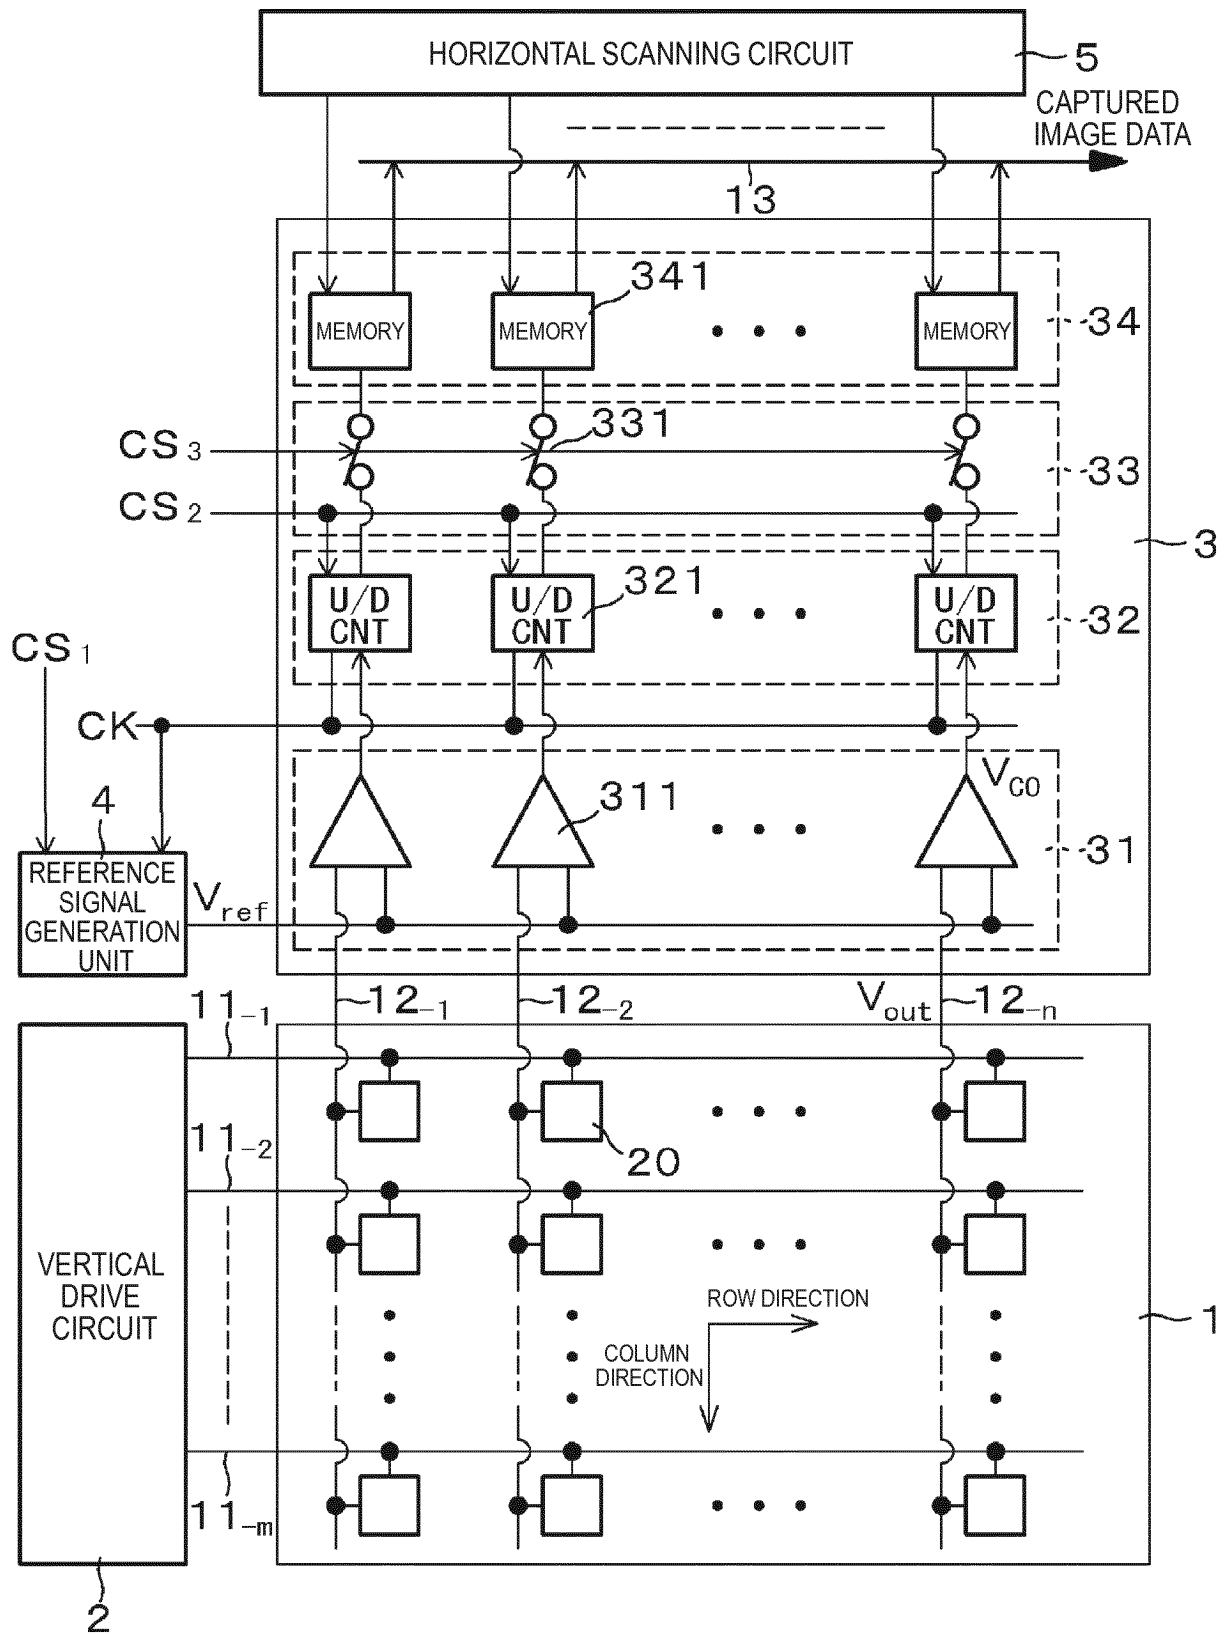 HORIZONTAL SCANNING CIRCUIT
5
CAPTURED
IMAGE DATA
13
341
MEMORY
MEMORY
MEMORY
34
CS3
331
33
CS2
3
U/D
CNT
U/D
CNT
321
U/D
CNT
32
CS1
CK
VCO
4
311
31
REFERENCE
SIGNAL
GENERATION
UNIT
Vref
11-1
12-1
12-2
Vout
12-n
20
11-2
VERTICAL
DRIVE
CIRCUIT
ROW DIRECTION
COLUMN
DIRECTION
1
11-m
2